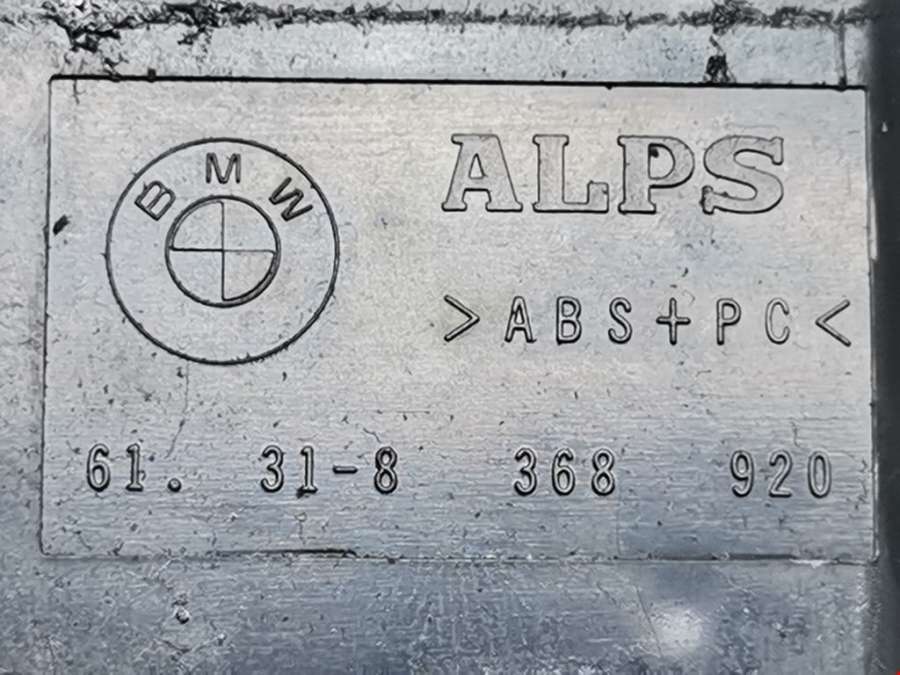 BMW
ALPS
>ABS+PC<
61. 31-8 368 920